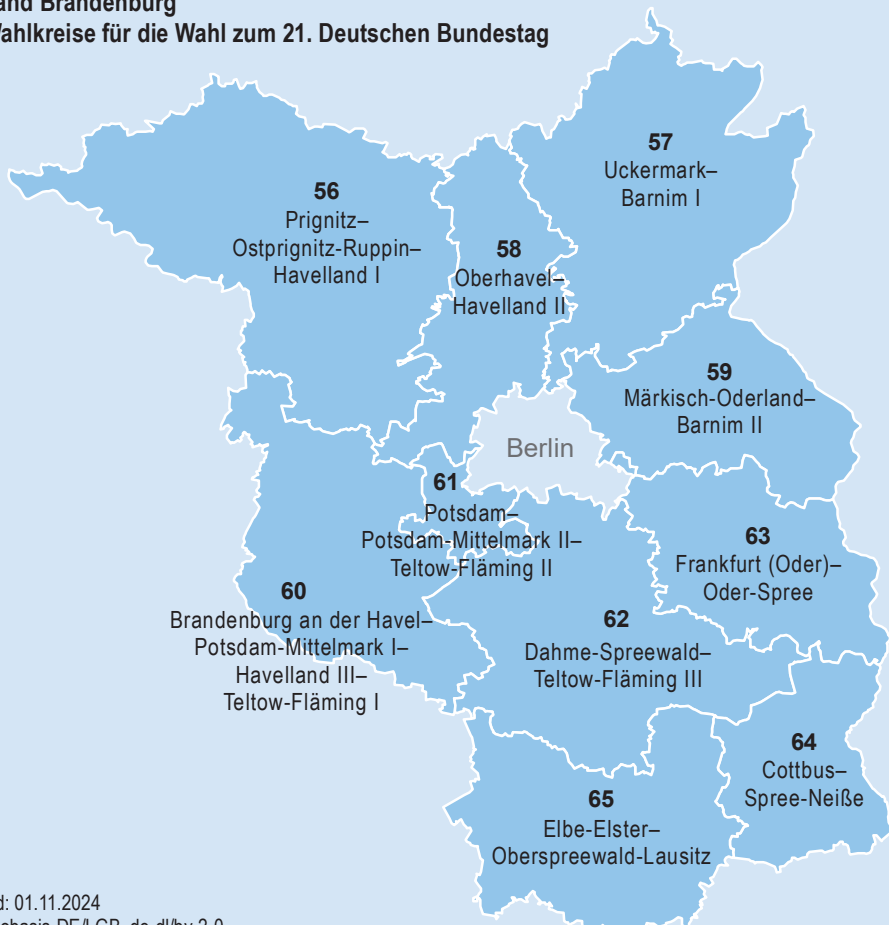 and Brandenburg
Wahlkreise für die Wahl zum 21. Deutschen Bundestag
57
Uckermark–
Barnim I
56
Prignitz–
Ostprignitz-Ruppin–
Havelland I
58
Oberhavel–
Havelland II
59
Märkisch-Oderland–
Barnim II
Berlin
61
Potsdam–
Potsdam-Mittelmark II–
Teltow-Fläming II
63
Frankfurt (Oder)–
Oder-Spree
60
Brandenburg an der Havel–
Potsdam-Mittelmark I–
Havelland III–
Teltow-Fläming I
62
Dahme-Spreewald–
Teltow-Fläming III
64
Cottbus–
Spree-Neiße
65
Elbe-Elster–
Oberspreewald-Lausitz
d: 01.11.2024